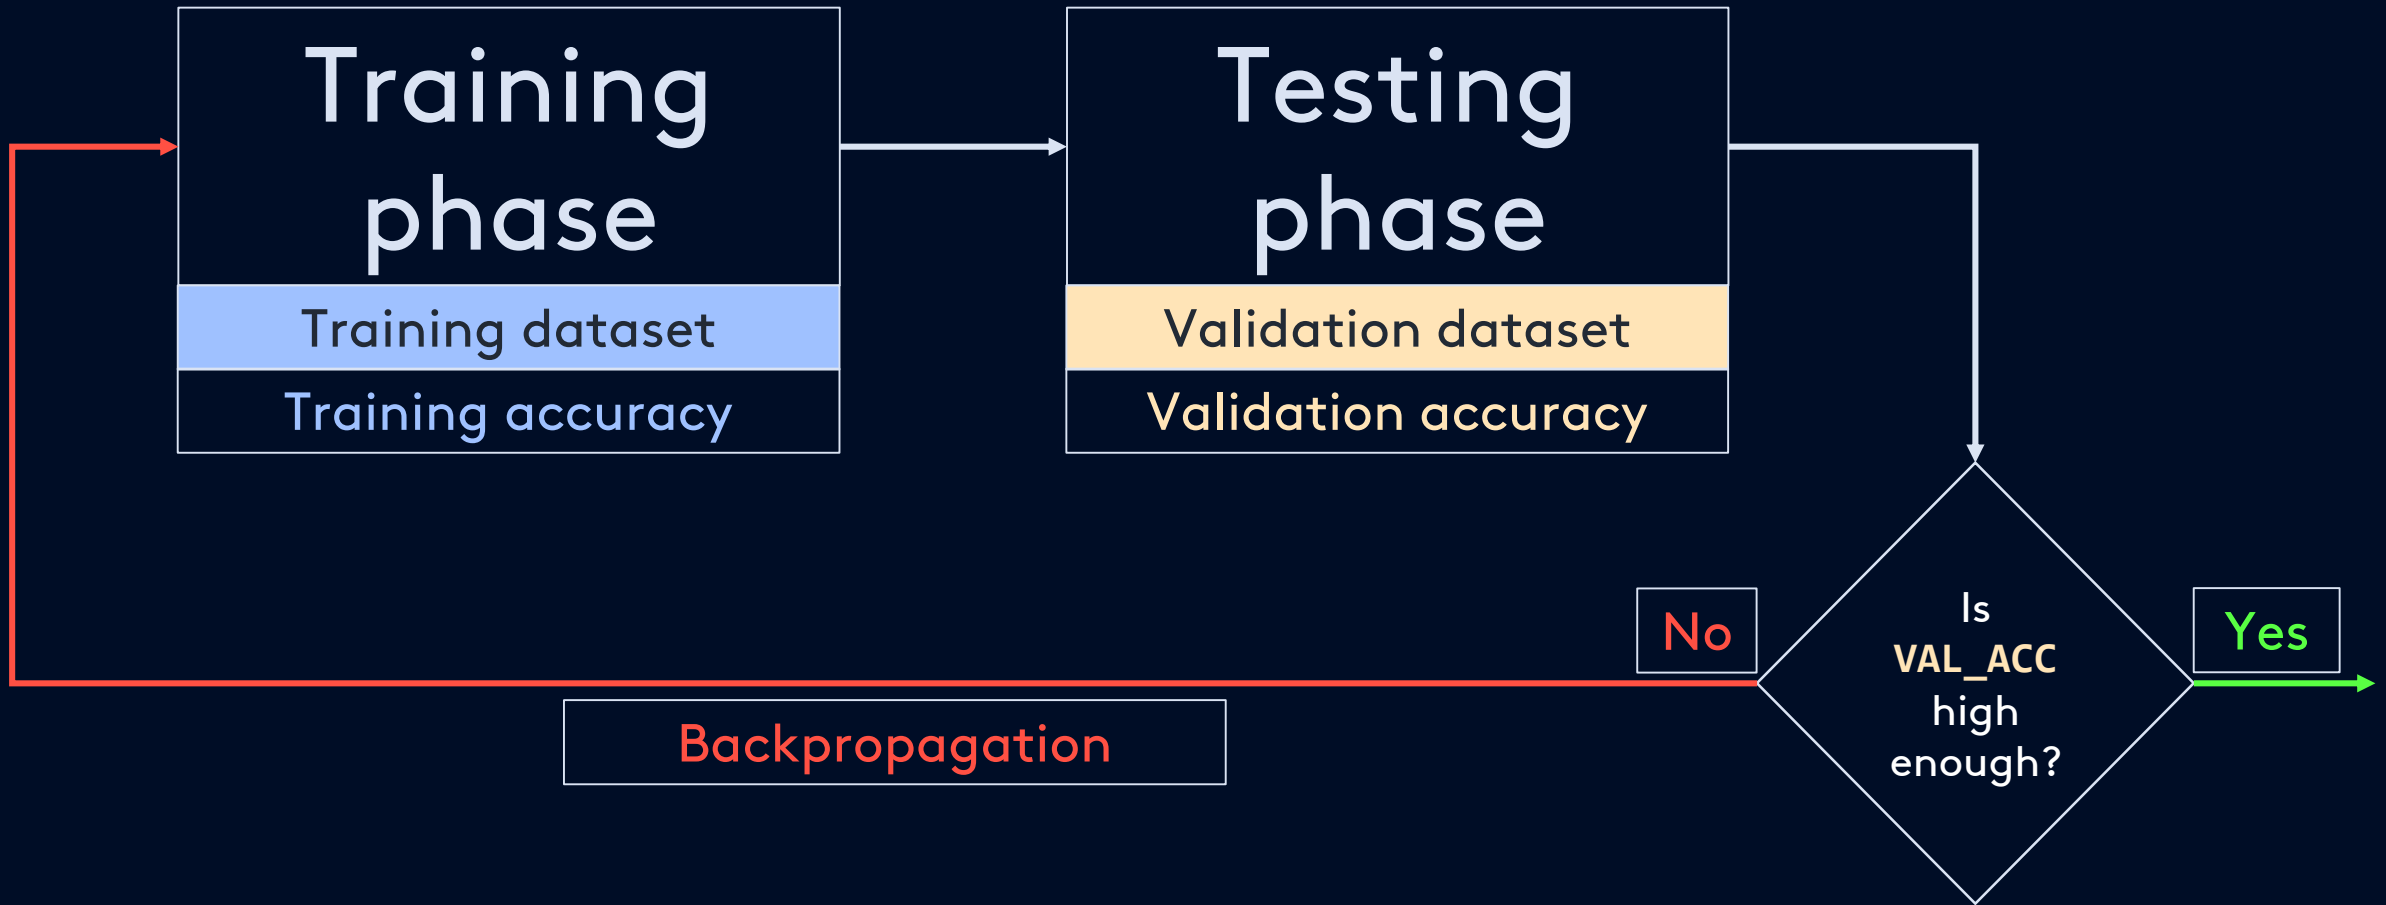 Training
phase
Training dataset
Training accuracy
Testing
phase
Validation dataset
Validation accuracy
Is
VAL_ACC
high
enough?
No
Yes
Backpropagation